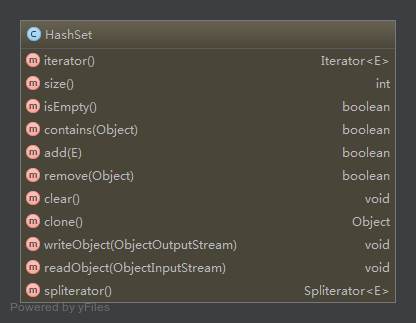 C HashSet
m iterator() Iterator<E>
m size() int
m isEmpty() boolean
m contains(Object) boolean
m add(E) boolean
m remove(Object) boolean
m clear() void
m clone() Object
m writeObject(ObjectOutputStream) void
m readObject(ObjectInputStream) void
m spliterator() Spliterator<E>
Powered by yFiles